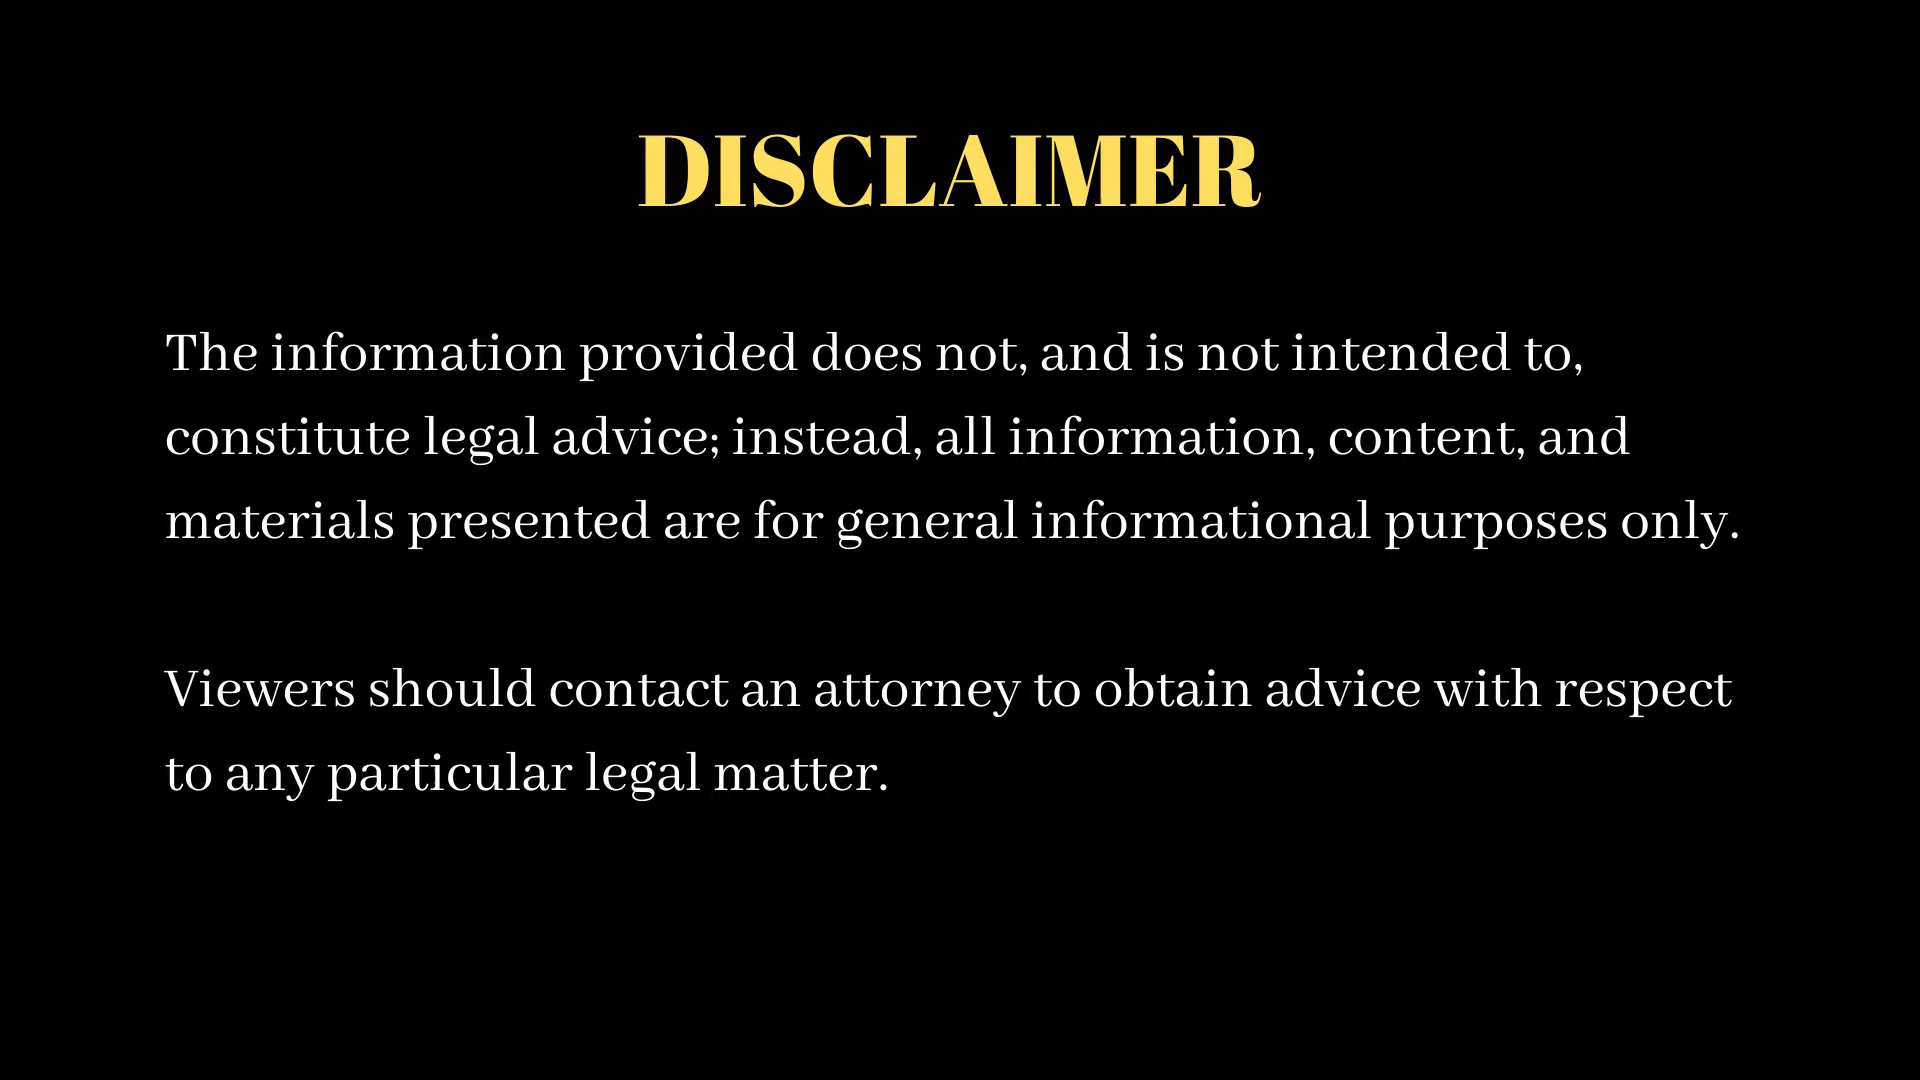 DISCLAIMER
The information provided does not, and is not intended to,
constitute legal advice; instead, all information, content, and
materials presented are for general informational purposes only.
Viewers should contact an attorney to obtain advice with respect
to any particular legal matter.